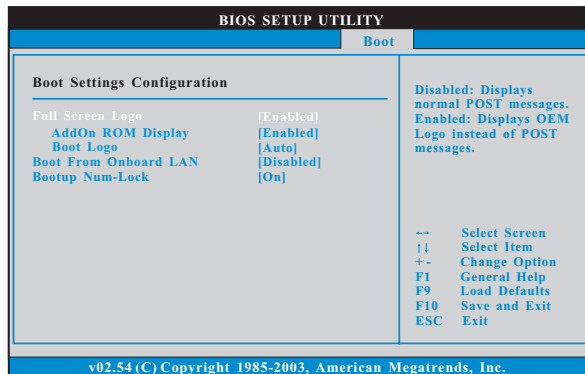 BIOS SETUP UTILITY
Boot
Boot Settings Configuration
Full Screen Logo [Enabled]
AddOn ROM Display [Enabled]
Boot Logo [Auto]
Boot From Onboard LAN [Disabled]
Bootup Num-Lock [On]
Disabled: Displays
normal POST messages.
Enabled: Displays OEM
Logo instead of POST
messages.
←→ Select Screen
↑↓ Select Item
+ - Change Option
F1 General Help
F9 Load Defaults
F10 Save and Exit
ESC Exit
v02.54 (C) Copyright 1985-2003, American Megatrends, Inc.